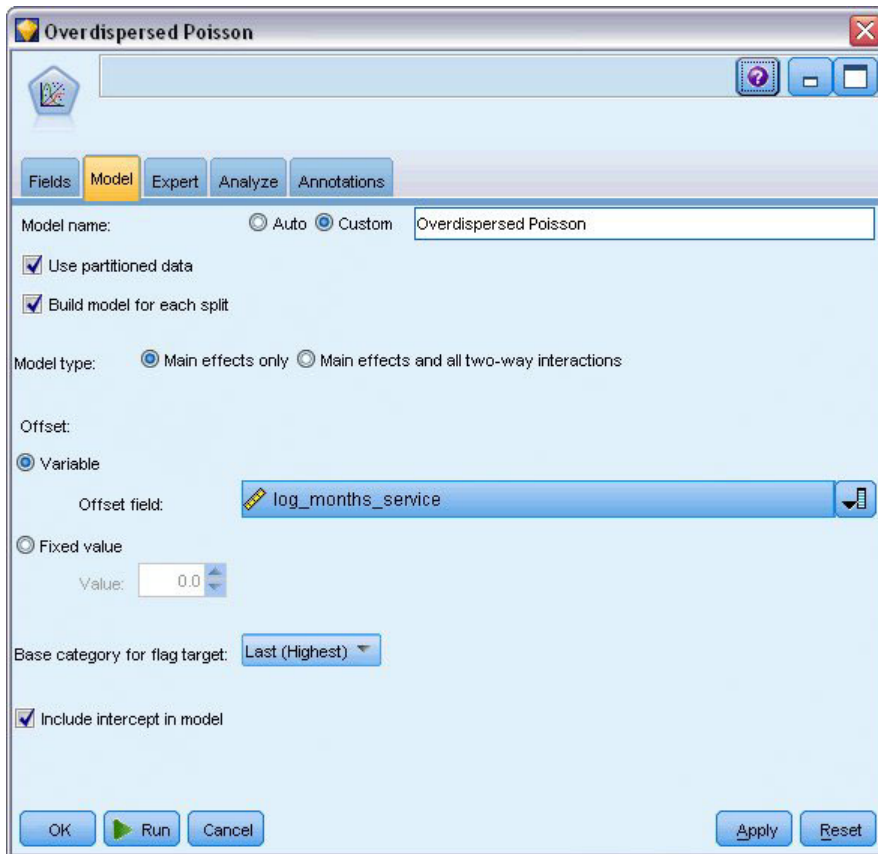 Overdispersed Poisson
Fields Model Expert Analyze Annotations
Model name: Auto Custom Overdispersed Poisson
Use partitioned data
Build model for each split
Model type: Main effects only Main effects and all two-way interactions
Offset:
Variable
Offset field: log_months_service
Fixed value
Value: 0.0
Base category for flag target: Last (Highest)
Include intercept in model
OK Run Cancel Apply Reset